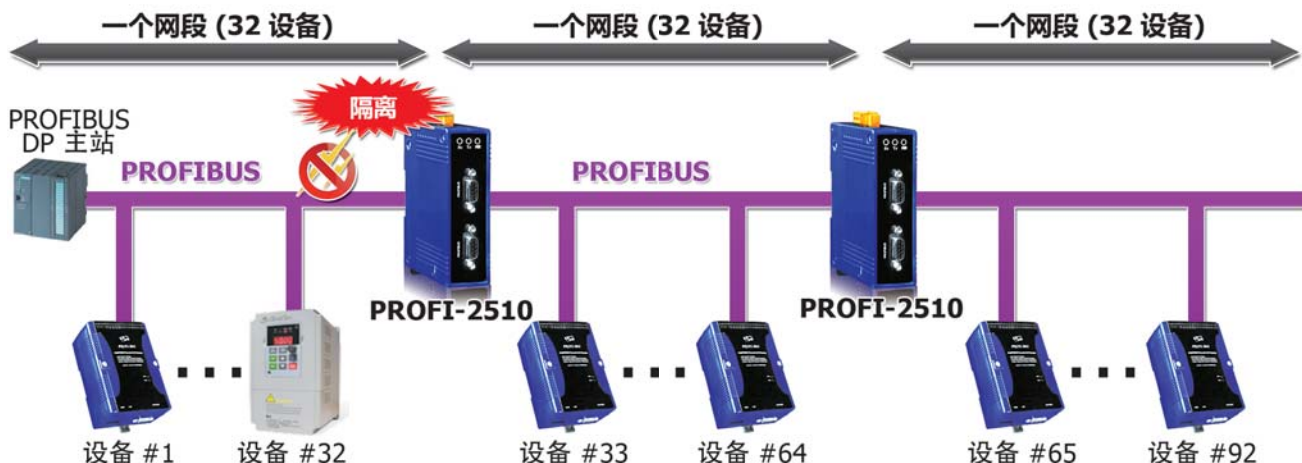 一个网段 (32 设备)
一个网段 (32 设备)
一个网段 (32 设备)
隔离
PROFIBUS
DP 主站
PROFIBUS
PROFIBUS
PROFI-2510
PROFI-2510
设备 #1
设备 #32
设备 #33
设备 #64
设备 #65
设备 #92